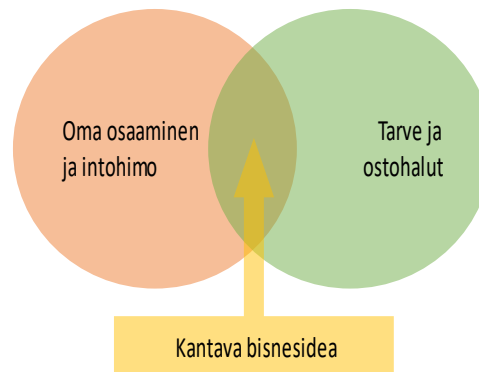 Oma osaaminen
ja intohimo
Tarve ja
ostohalut
Kantava bisnesidea